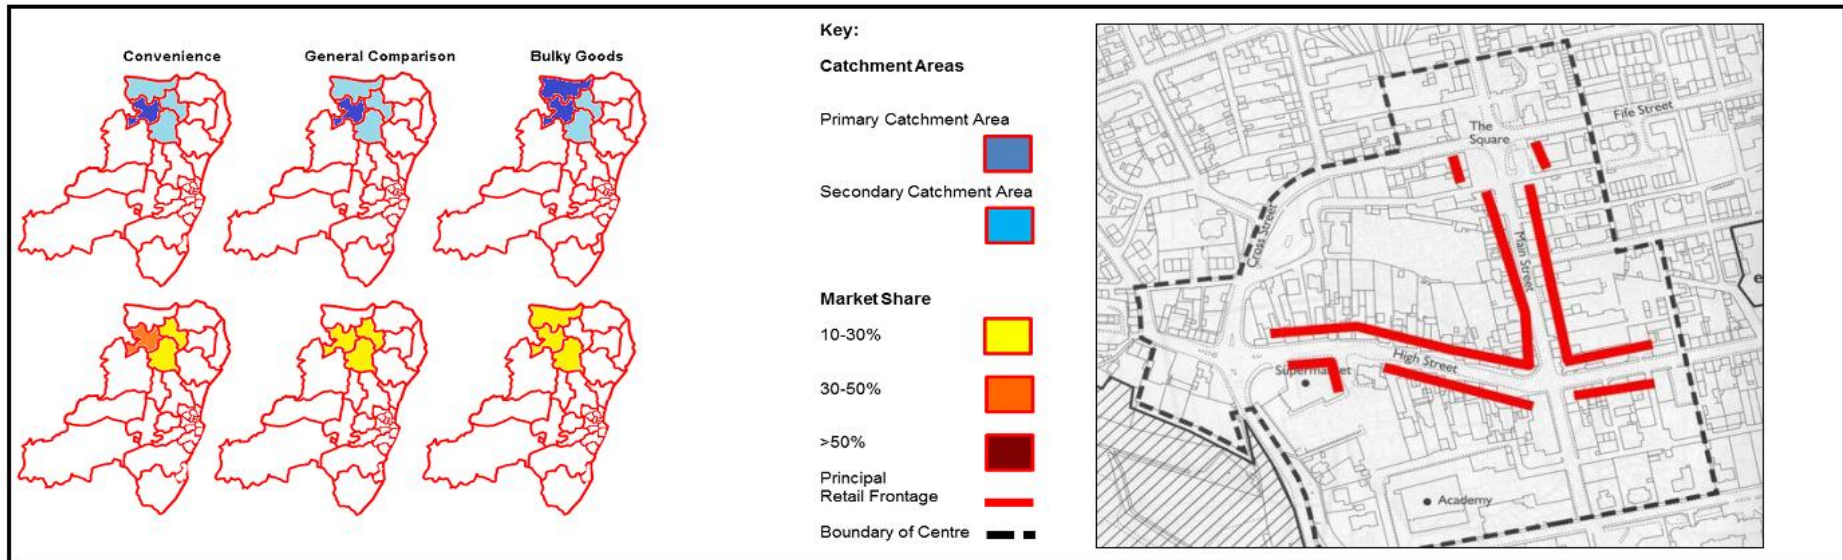 Convenience
General Comparison
Bulky Goods
Key:
Catchment Areas
Primary Catchment Area
Secondary Catchment Area
Market Share
10-30%
30-50%
>50%
Principal
Retail Frontage
Boundary of Centre
The
Square
Fife Street
Cross Street
Main Street
High Street
Supermarket
Academy
e